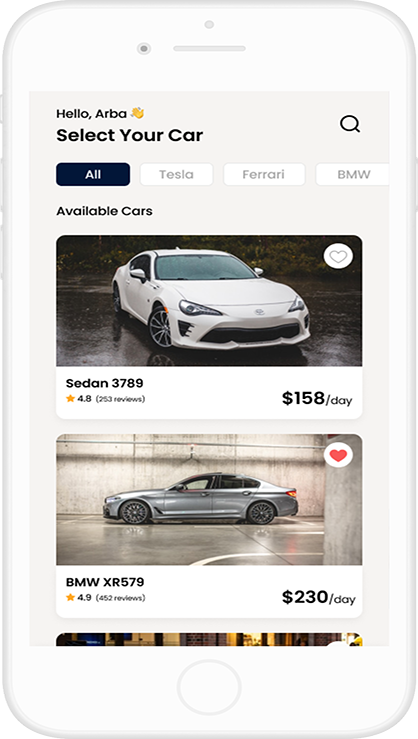 Hello, Arba 👋
Select Your Car
All Tesla Ferrari BMW
Available Cars
Sedan 3789
4.8 (253 reviews)
$158/day
BMW XR579
4.9 (452 reviews)
$230/day